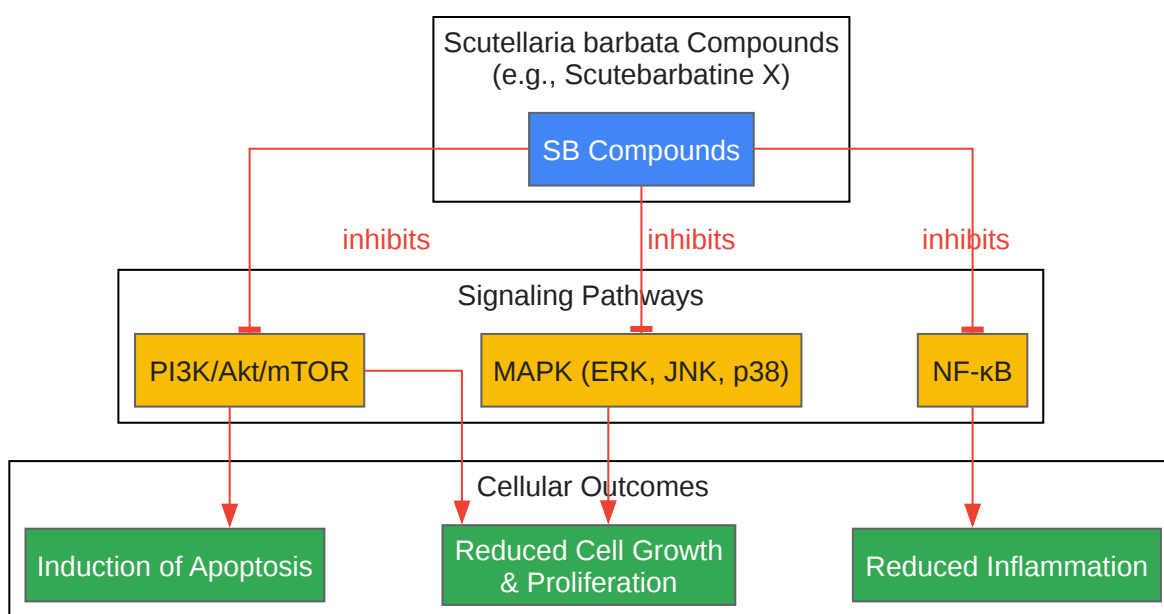 Scutellaria barbata Compounds
(e.g., Scutebarbatine X)
SB Compounds
inhibits
inhibits
inhibits
Signaling Pathways
PI3K/Akt/mTOR
MAPK (ERK, JNK, p38)
NF-κB
Cellular Outcomes
Induction of Apoptosis
Reduced Cell Growth
& Proliferation
Reduced Inflammation